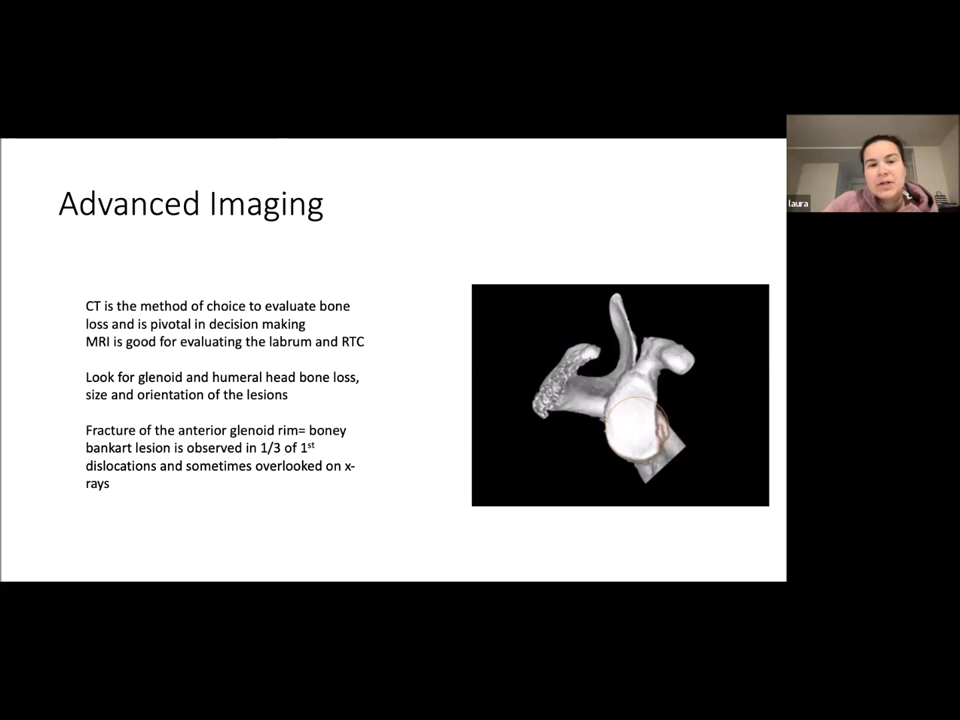 Advanced Imaging
CT is the method of choice to evaluate bone
loss and is pivotal in decision making
MRI is good for evaluating the labrum and RTC
Look for glenoid and humeral head bone loss,
size and orientation of the lesions
Fracture of the anterior glenoid rim= boney
bankart lesion is observed in 1/3 of 1st
dislocations and sometimes overlooked on x-
rays
laura